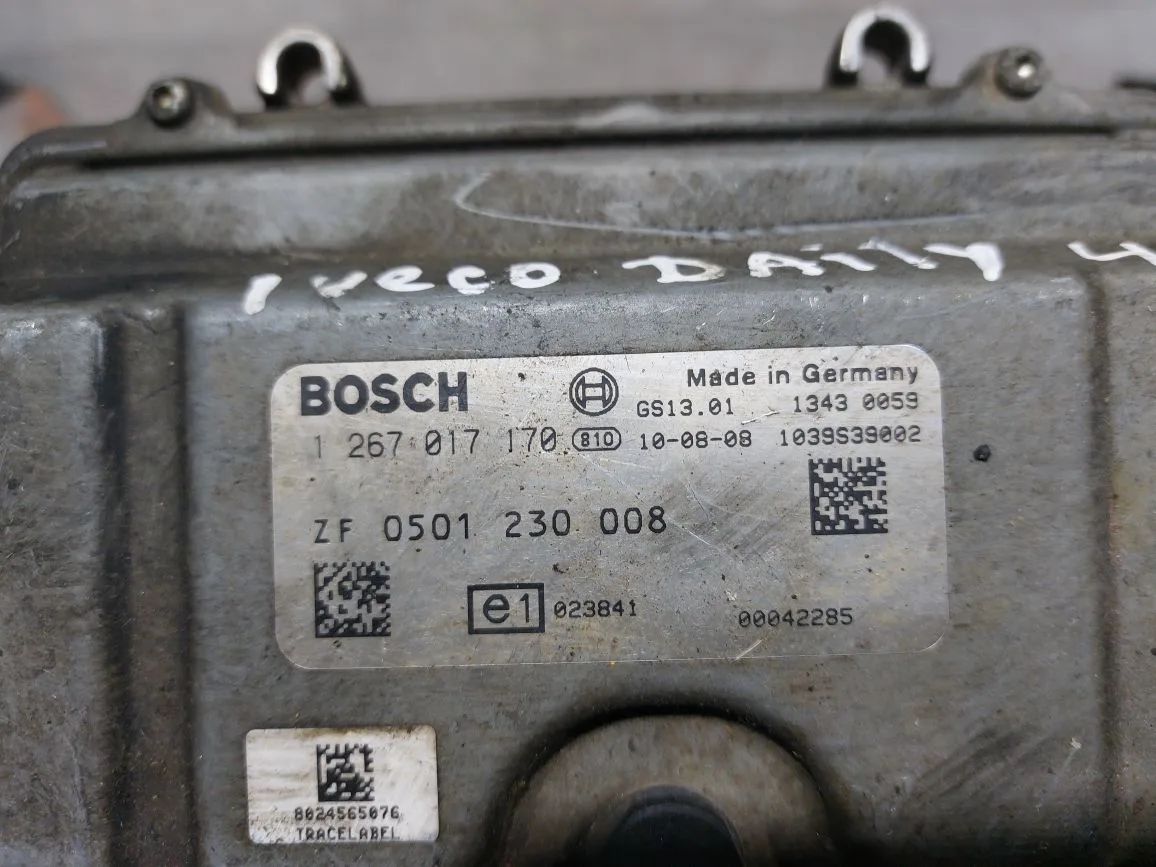 IVECO DAILY 4
BOSCH Made in Germany
GS13.01 1343 0059
1 267 017 170 810 10-08-08 1039S39002
ZF 0501 230 008
e1 023841 00042285
8024565076
TRACELABEL